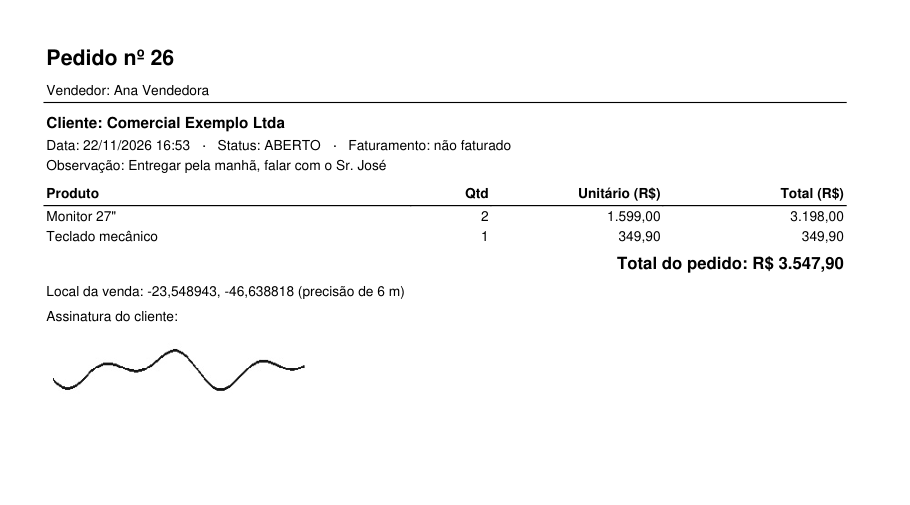 Pedido nº 26
Vendedor: Ana Vendedora
Cliente: Comercial Exemplo Ltda
Data: 22/11/2026 16:53 · Status: ABERTO · Faturamento: não faturado
Observação: Entregar pela manhã, falar com o Sr. José
Produto Qtd Unitário (R$) Total (R$)
Monitor 27" 2 1.599,00 3.198,00
Teclado mecânico 1 349,90 349,90
Total do pedido: R$ 3.547,90
Local da venda: -23,548943, -46,638818 (precisão de 6 m)
Assinatura do cliente: